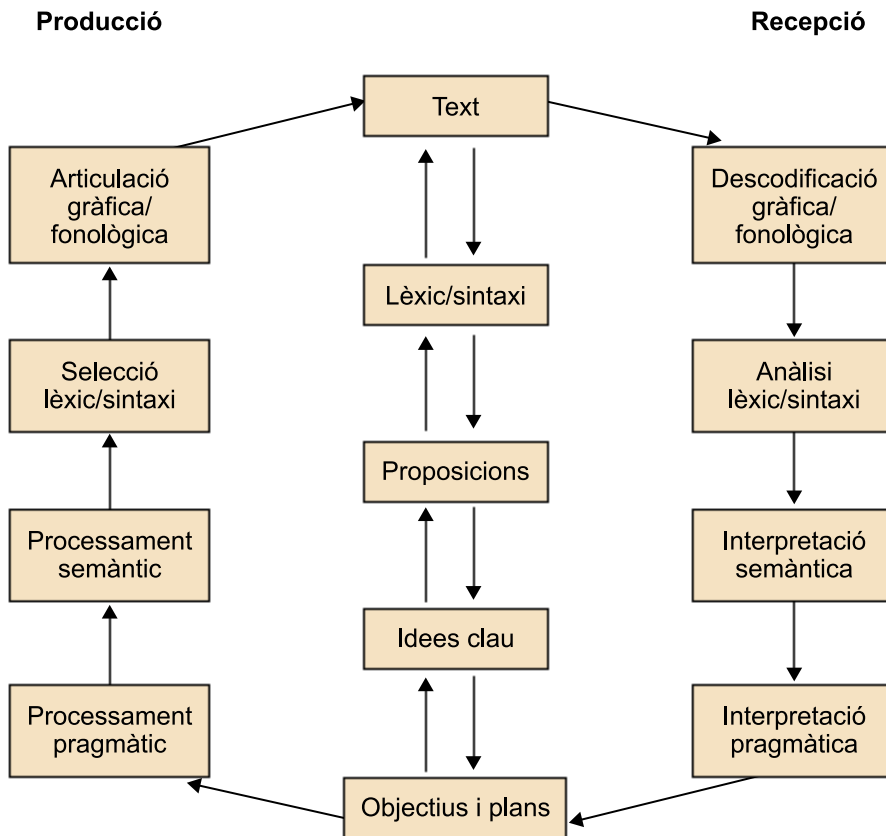 Producció
Recepció
Text
Articulació
gràfica/
fonològica
Descodificació
gràfica/
fonològica
Lèxic/sintaxi
Selecció
lèxic/sintaxi
Anàlisi
lèxic/sintaxi
Proposicions
Processament
semàntic
Interpretació
semàntica
Idees clau
Processament
pragmàtic
Interpretació
pragmàtica
Objectius i plans